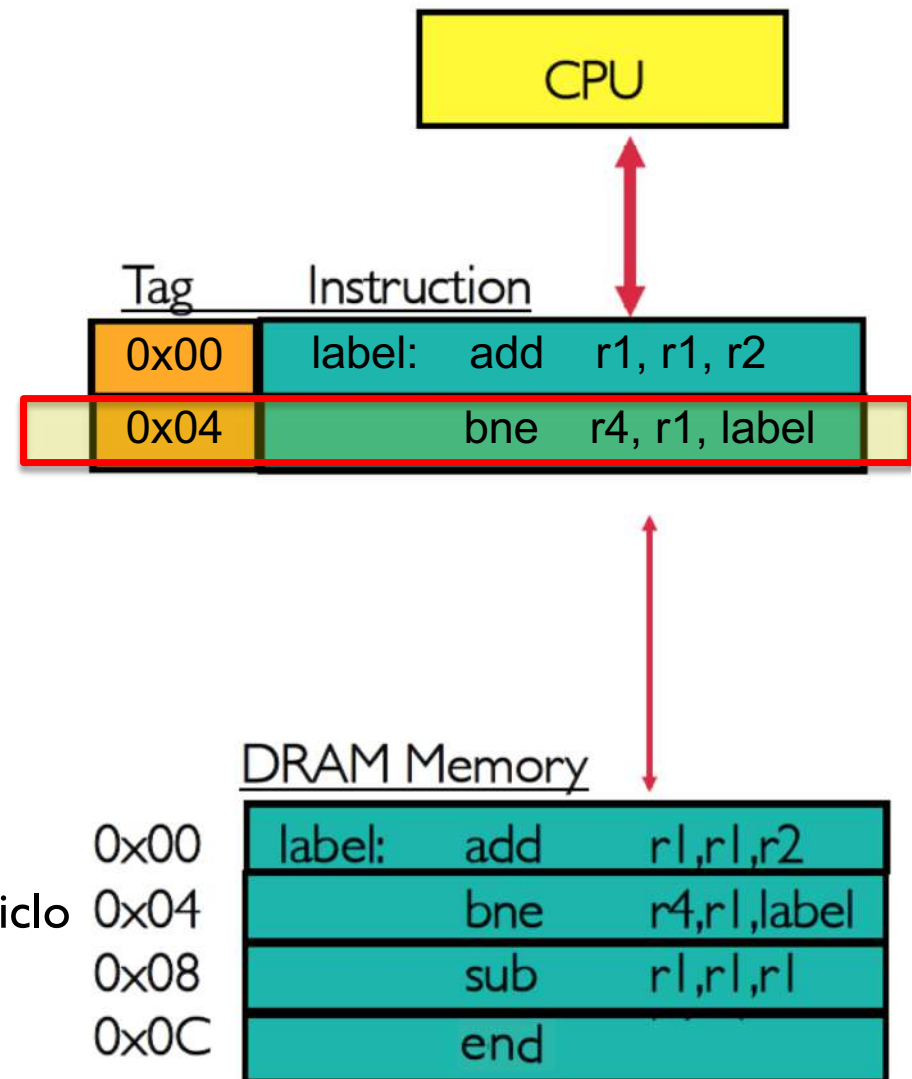 CPU
Tag Instruction
0x00 label: add r1, r1, r2
0x04 bne r4, r1, label
DRAM Memory
0x00 label: add r1,r1,r2
iclo 0x04 bne r4,r1,label
0x08 sub r1,r1,r1
0x0C end